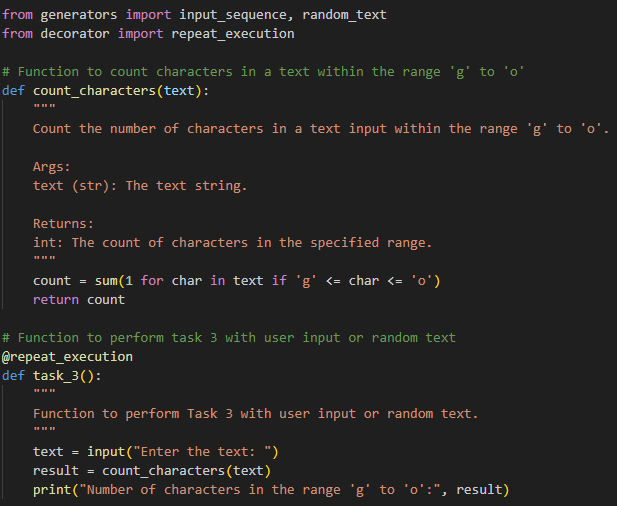 from generators import input_sequence, random_text
from decorator import repeat_execution

# Function to count characters in a text within the range 'g' to 'o'
def count_characters(text):
    """
    Count the number of characters in a text input within the range 'g' to 'o'.

    Args:
    text (str): The text string.

    Returns:
    int: The count of characters in the specified range.
    """
    count = sum(1 for char in text if 'g' <= char <= 'o')
    return count

# Function to perform task 3 with user input or random text
@repeat_execution
def task_3():
    """
    Function to perform Task 3 with user input or random text.
    """
    text = input("Enter the text: ")
    result = count_characters(text)
    print("Number of characters in the range 'g' to 'o':", result)